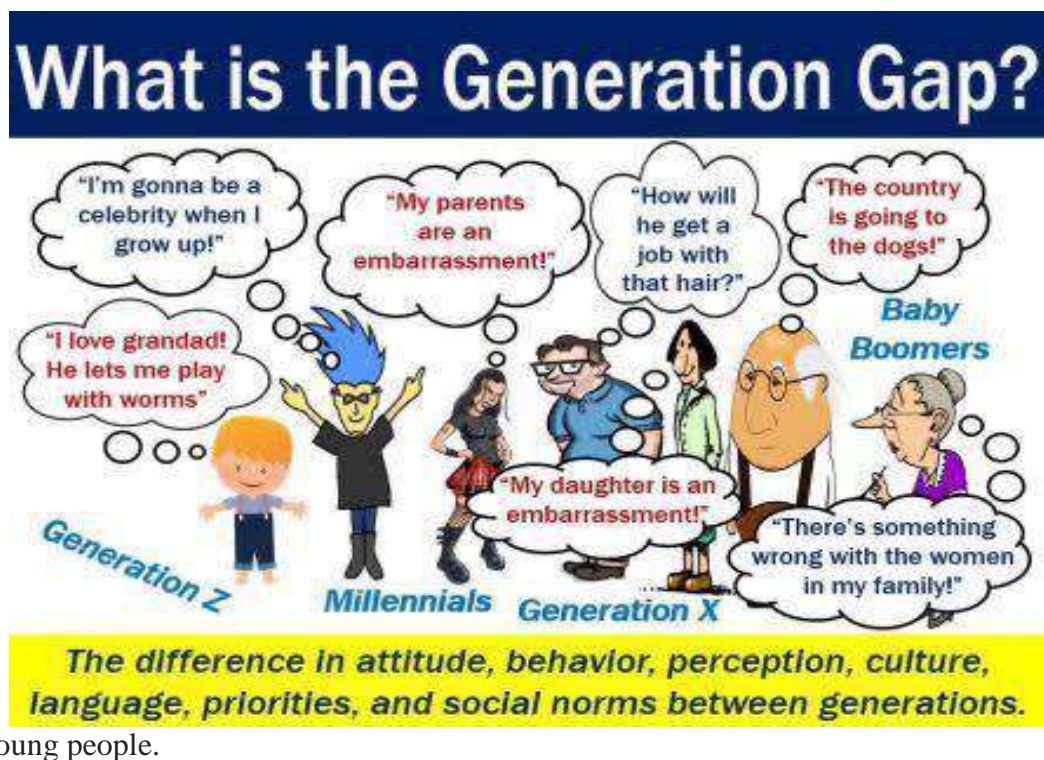 What is the Generation Gap?
"I'm gonna be a
celebrity when I
grow up!"
"My parents
are an
embarrassment!"
"How will
he get a
job with
that hair?"
"The country
is going to
the dogs!"
"I love grandad!
He lets me play
with worms"
Baby
Boomers
"My daughter is an
embarrassment!"
"There's something
wrong with the women
in my family!"
Generation Z
Millennials
Generation X
The difference in attitude, behavior, perception, culture,
language, priorities, and social norms between generations.
oung people.